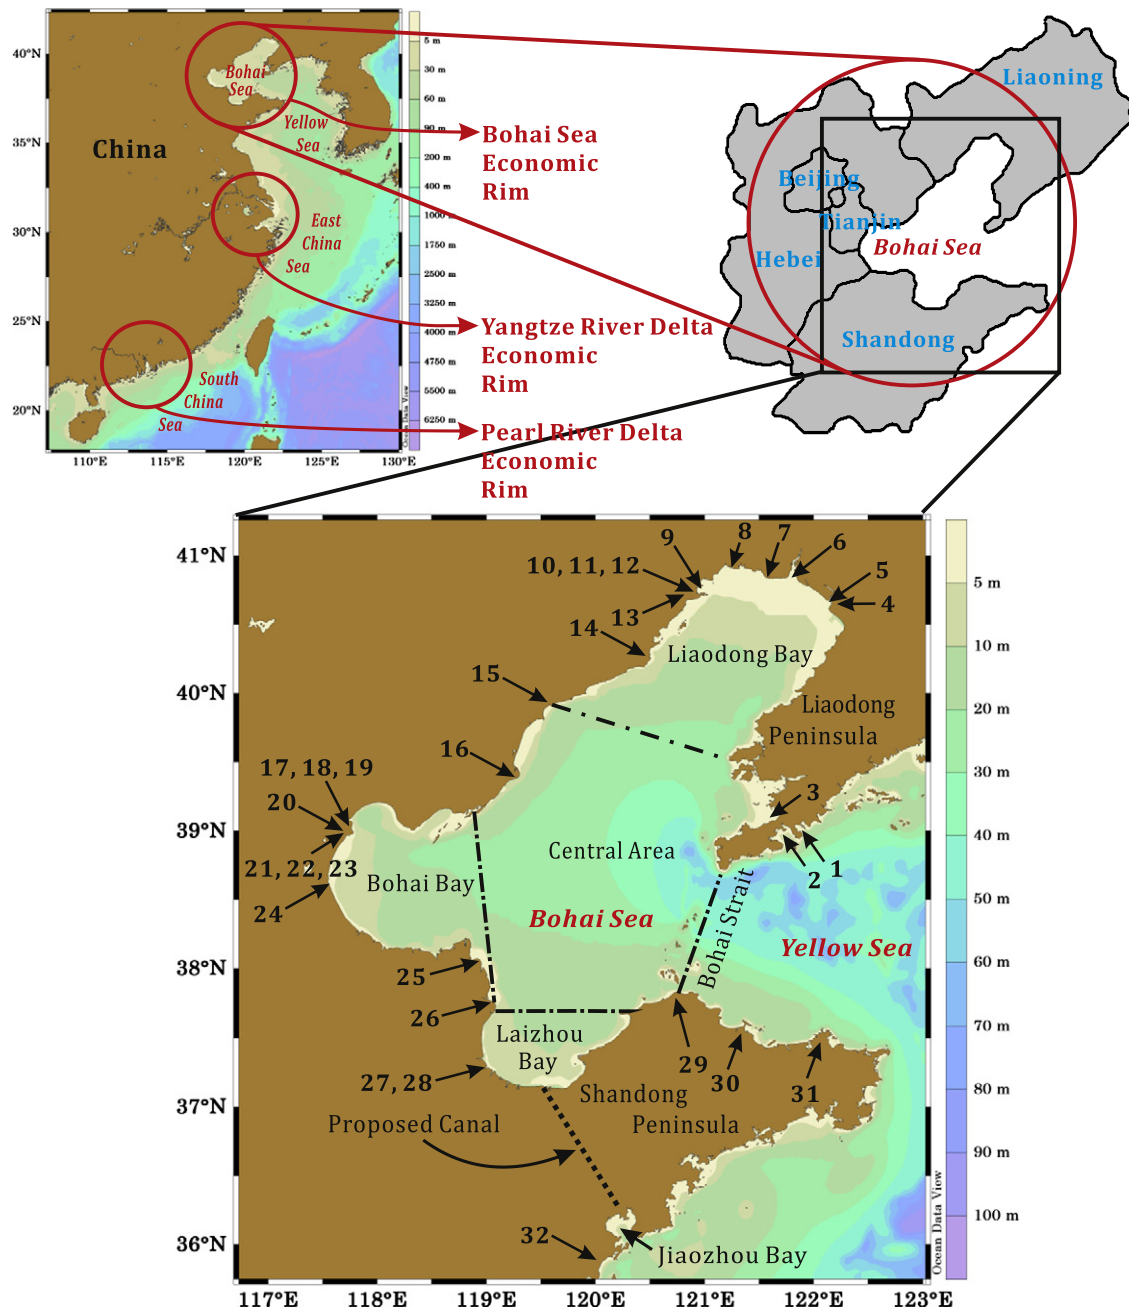 40°N
35°N
30°N
25°N
20°N
110°E
115°E
120°E
125°E
130°E
China
Bohai
Sea
Yellow
Sea
East
China
Sea
South
China
Sea
5 m
30 m
60 m
90 m
200 m
400 m
1000 m
1750 m
2500 m
3250 m
4000 m
4750 m
5500 m
6250 m
Ocean Data View
Bohai Sea
Economic
Rim
Yangtze River Delta
Economic
Rim
Pearl River Delta
Economic
Rim
Liaoning
Beijing
Tianjin
Hebei
Bohai Sea
Shandong
41°N
40°N
39°N
38°N
37°N
36°N
117°E
118°E
119°E
120°E
121°E
122°E
123°E
9
8
7
6
5
4
10, 11, 12
13
14
15
16
17, 18, 19
20
21, 22, 23
24
25
26
27, 28
3
1
2
29
30
31
32
Liaodong Bay
Liaodong
Peninsula
Central Area
Bohai Bay
Bohai Sea
Bohai Strait
Yellow Sea
Laizhou
Bay
Shandong
Peninsula
Proposed Canal
Jiaozhou Bay
5 m
10 m
20 m
30 m
40 m
50 m
60 m
70 m
80 m
90 m
100 m
Ocean Data View